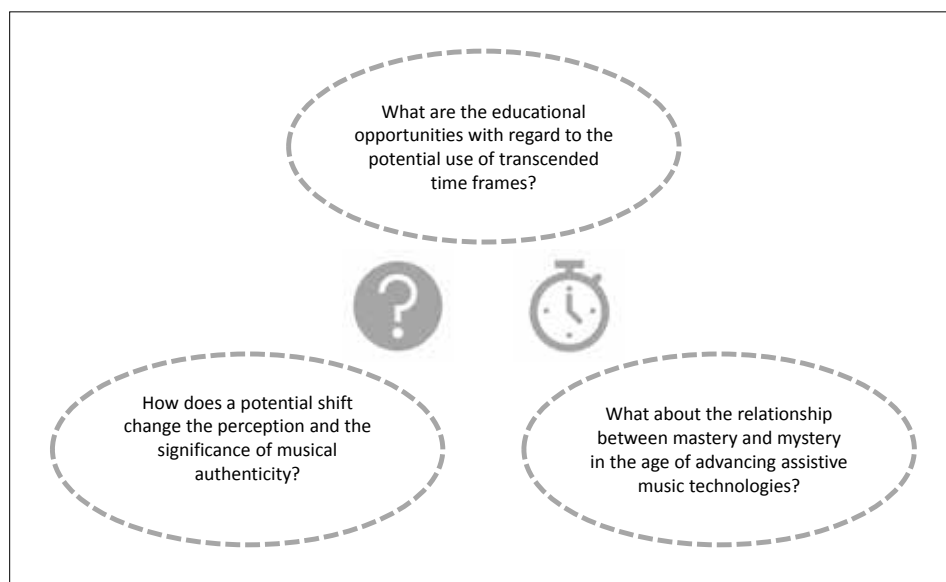 What are the educational
opportunities with regard to the
potential use of transcended
time frames?
How does a potential shift
change the perception and the
significance of musical
authenticity?
What about the relationship
between mastery and mystery
in the age of advancing assistive
music technologies?